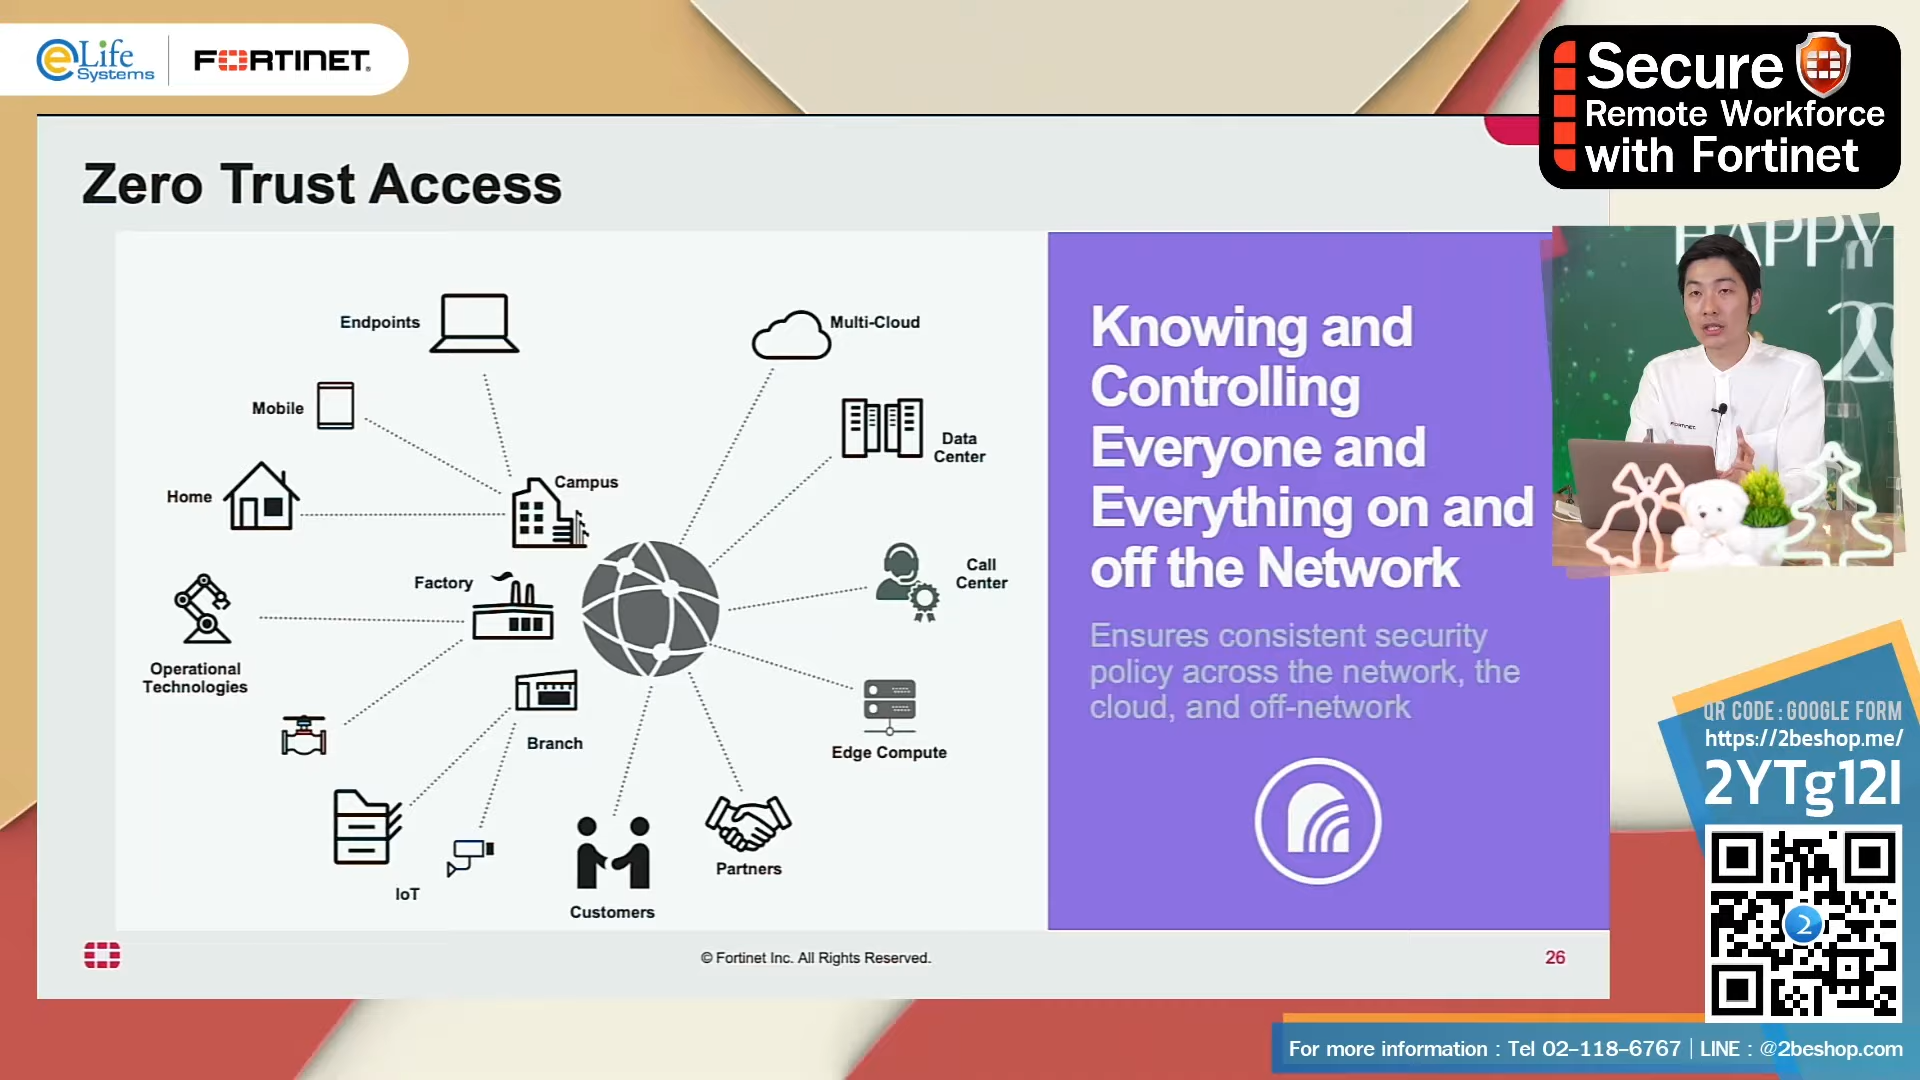 eLife
Systems
FORTINET
Secure
Remote Workforce
with Fortinet
Zero Trust Access
Endpoints
Multi-Cloud
Mobile
Data
Center
Home
Campus
Factory
Call
Center
Operational
Technologies
Branch
Edge Compute
IoT
Customers
Partners
Knowing and
Controlling
Everyone and
Everything on and
off the Network
Ensures consistent security
policy across the network, the
cloud, and off-network
© Fortinet Inc. All Rights Reserved.
26
HAPPY
FORTINET
QR CODE : GOOGLE FORM
https://2beshop.me/
2YTg12l
2
For more information : Tel 02-118-6767 | LINE : @2beshop.com